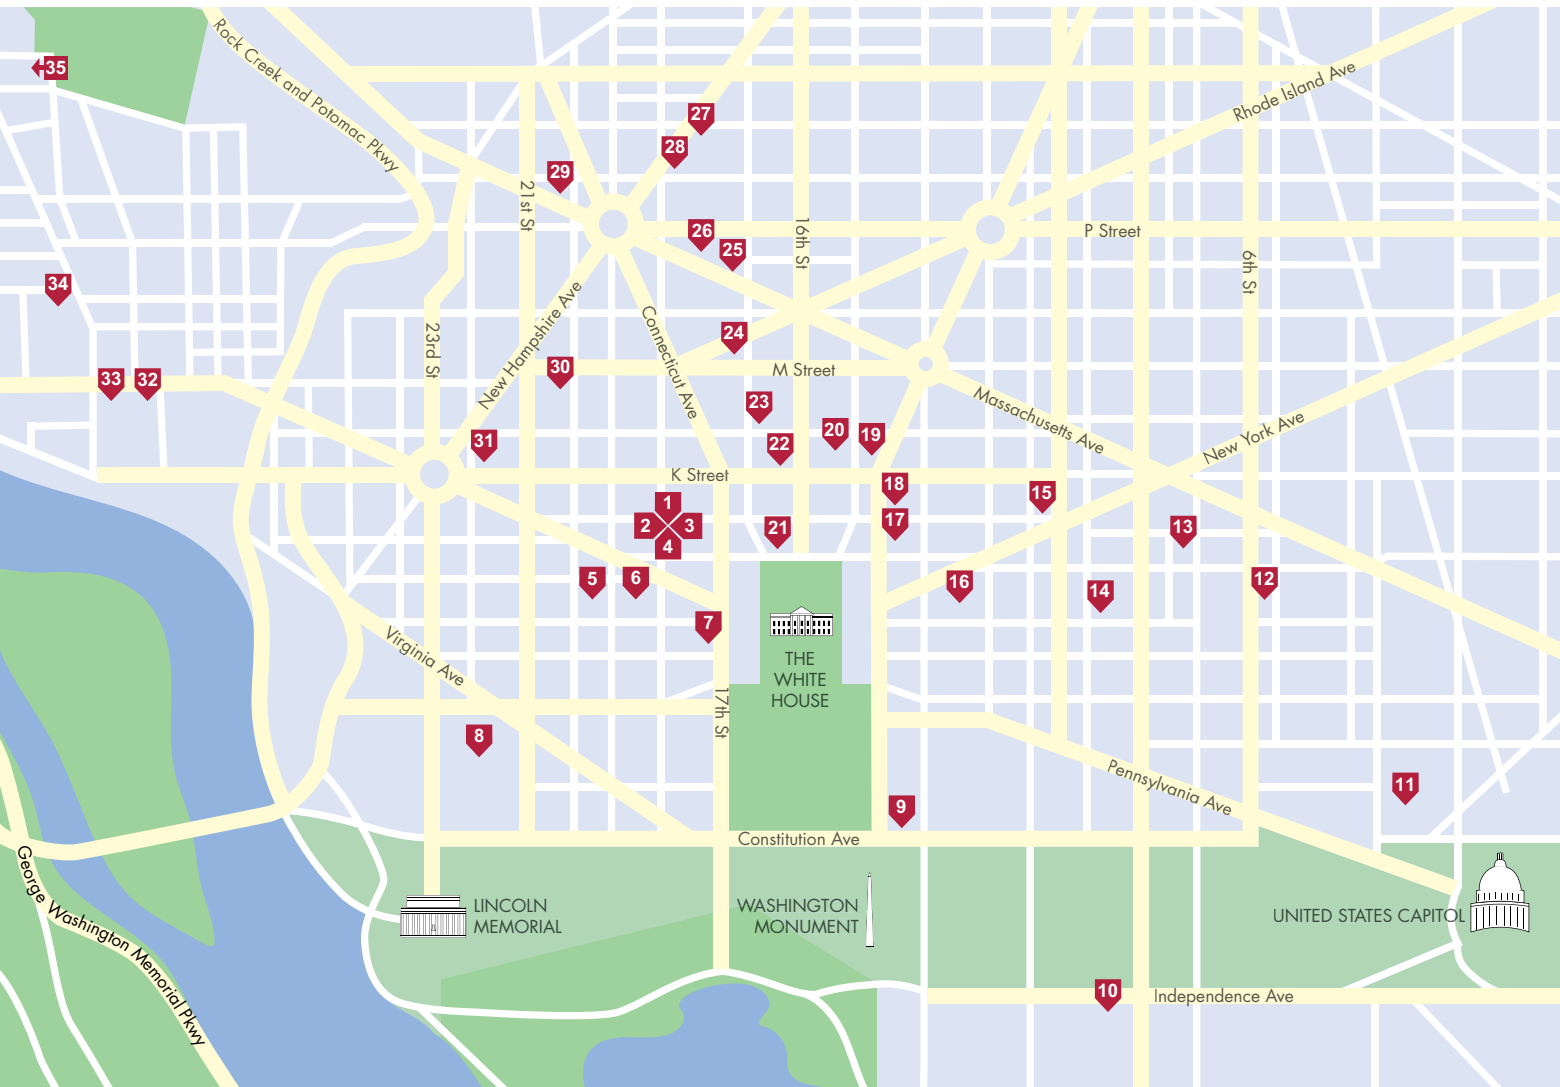 Rock Creek and Potomac Pkwy
35
27
Rhode Island Ave
28
29
21st St
26
16th St
P Street
25
6th St
34
New Hampshire Ave
Connecticut Ave
23rd St
24
30
M Street
33
32
23
Massachusetts Ave
New York Ave
20
19
31
22
K Street
18
15
1
2
3
4
21
17
13
5
6
16
14
12
7
Virginia Ave
THE
WHITE
HOUSE
17th St
8
Pennsylvania Ave
11
9
Constitution Ave
George Washington Memorial Pkwy
LINCOLN
MEMORIAL
WASHINGTON
MONUMENT
UNITED STATES CAPITOL
10
Independence Ave